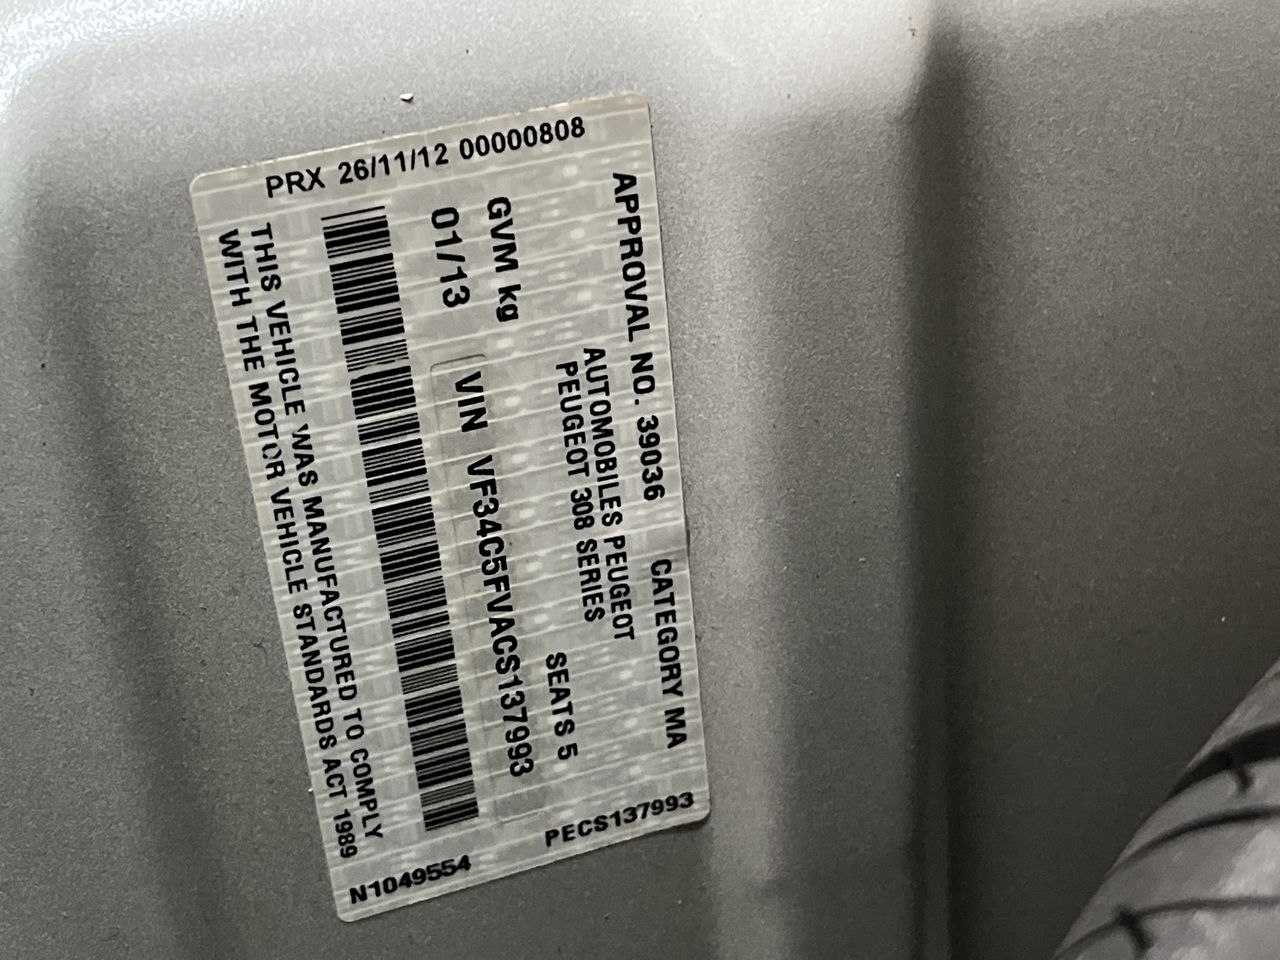 PRX 26/11/12 00000808
APPROVAL NO. 39036 CATEGORY MA
AUTOMOBILES PEUGEOT
PEUGEOT 308 SERIES
GVM kg SEATS 5
01/13 VIN VF34C5FVACS137993
THIS VEHICLE WAS MANUFACTURED TO COMPLY
WITH THE MOTOR VEHICLE STANDARDS ACT 1989
N1049554 PECS137993